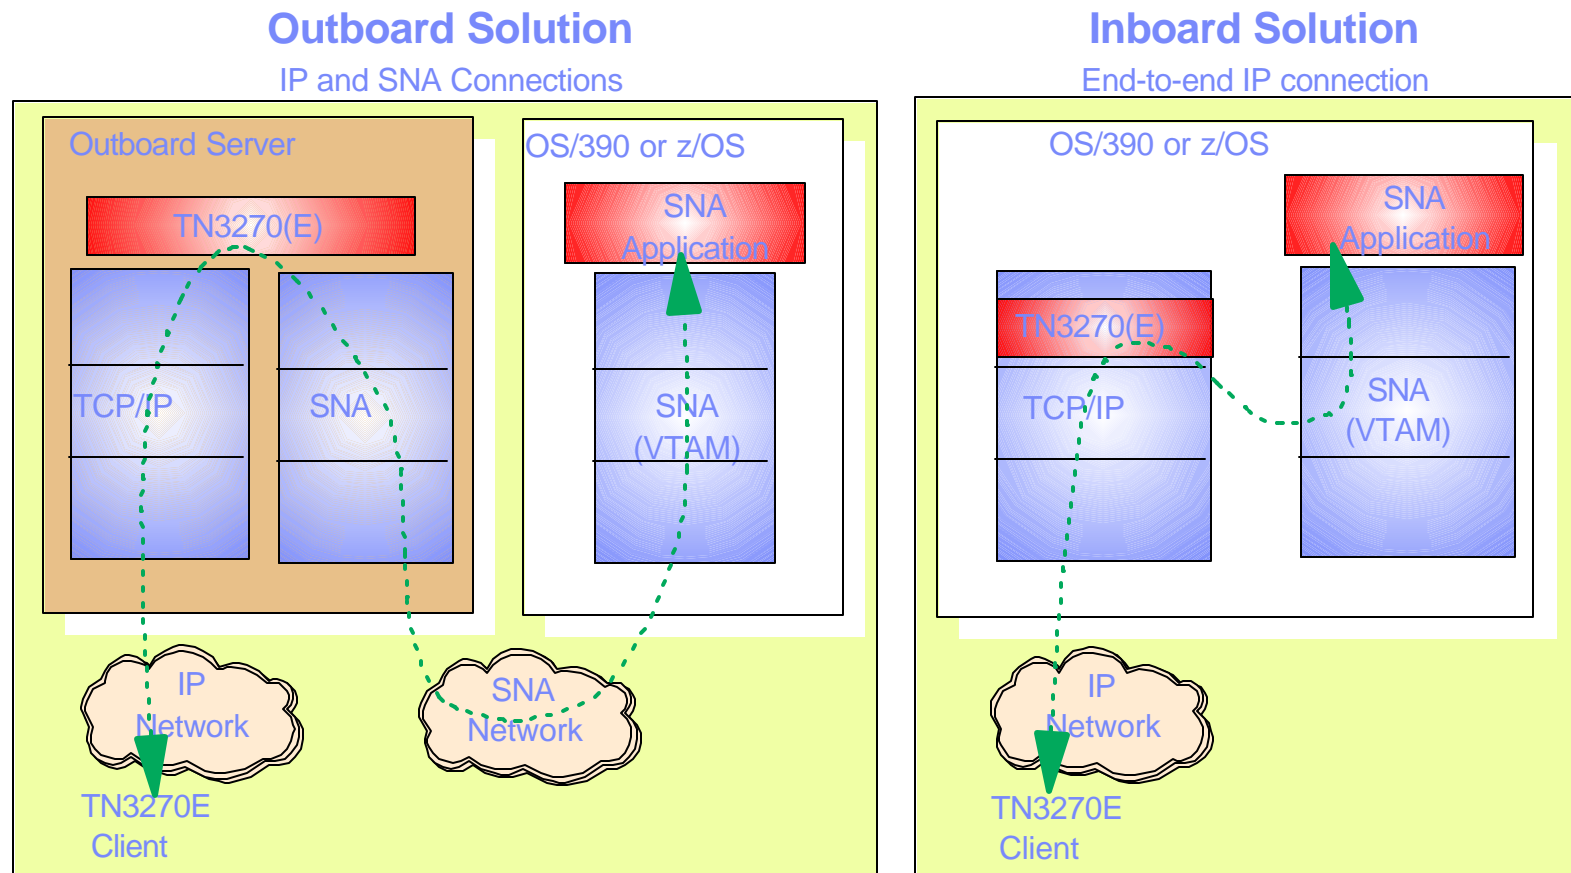 Outboard Solution
IP and SNA Connections
Outboard Server
TN3270(E)
TCP/IP
SNA
OS/390 or z/OS
SNA
Application
SNA
(VTAM)
IP
Network
SNA
Network
TN3270E
Client
Inboard Solution
End-to-end IP connection
OS/390 or z/OS
SNA
Application
TN3270(E)
TCP/IP
SNA
(VTAM)
IP
Network
TN3270E
Client